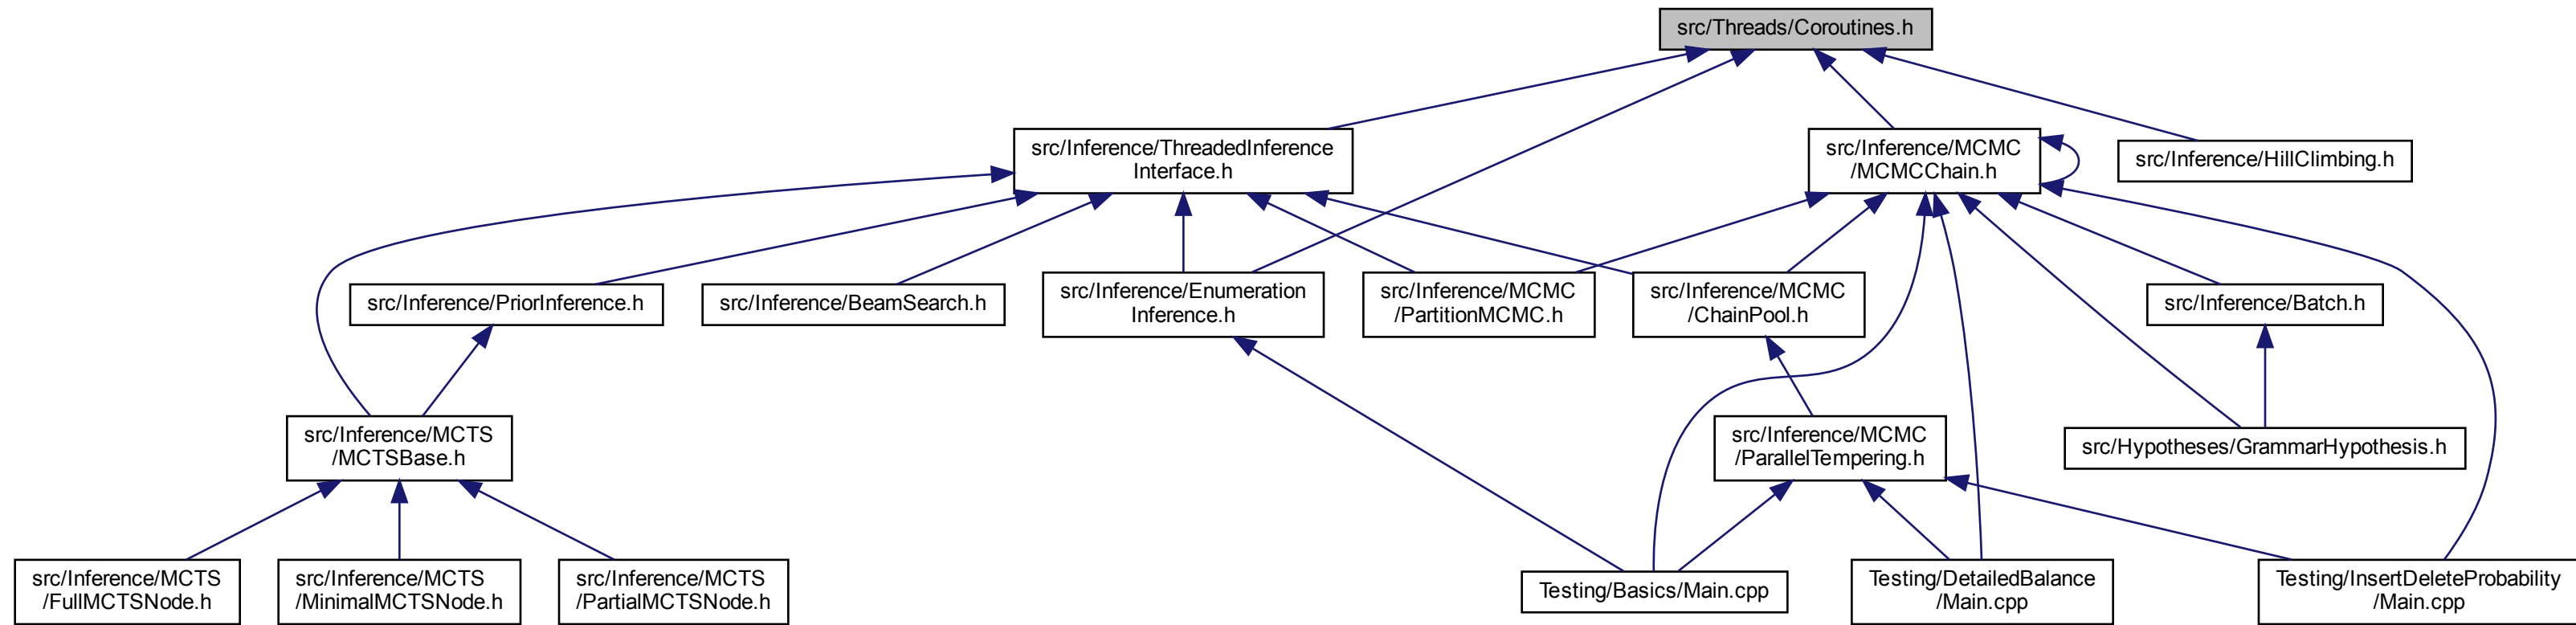 src/Threads/Coroutines.h
src/Inference/ThreadedInference
Interface.h
src/Inference/MCMC
/MCMCChain.h
src/Inference/HillClimbing.h
src/Inference/PriorInference.h
src/Inference/BeamSearch.h
src/Inference/Enumeration
Inference.h
src/Inference/MCMC
/PartitionMCMC.h
src/Inference/MCMC
/ChainPool.h
src/Inference/Batch.h
src/Inference/MCTS
/MCTSBase.h
src/Inference/MCMC
/ParallelTempering.h
src/Hypotheses/GrammarHypothesis.h
src/Inference/MCTS
/FullMCTSNode.h
src/Inference/MCTS
/MinimalMCTSNode.h
src/Inference/MCTS
/PartialMCTSNode.h
Testing/Basics/Main.cpp
Testing/DetailedBalance
/Main.cpp
Testing/InsertDeleteProbability
/Main.cpp